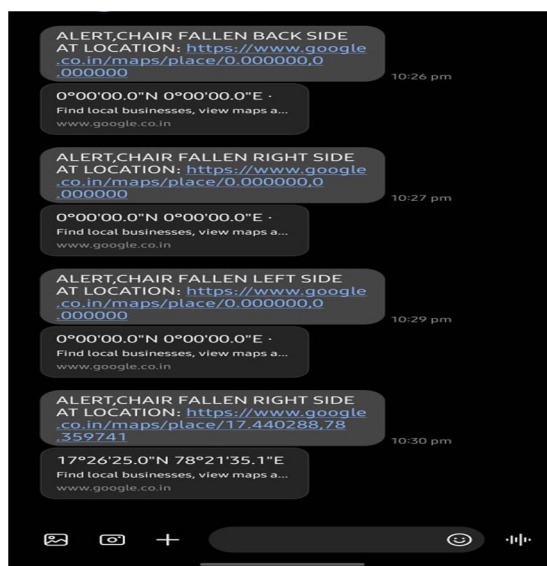 ALERT,CHAIR FALLEN BACK SIDE
AT LOCATION: https://www.google
.co.in/maps/place/0.000000,0
.000000
10:26 pm
0°00'00.0"N 0°00'00.0"E ·
Find local businesses, view maps a...
www.google.co.in
ALERT,CHAIR FALLEN RIGHT SIDE
AT LOCATION: https://www.google
.co.in/maps/place/0.000000,0
.000000
10:27 pm
0°00'00.0"N 0°00'00.0"E ·
Find local businesses, view maps a...
www.google.co.in
ALERT,CHAIR FALLEN LEFT SIDE
AT LOCATION: https://www.google
.co.in/maps/place/0.000000,0
.000000
10:29 pm
0°00'00.0"N 0°00'00.0"E ·
Find local businesses, view maps a...
www.google.co.in
ALERT,CHAIR FALLEN RIGHT SIDE
AT LOCATION: https://www.google
.co.in/maps/place/17.440288,78
.359741
10:30 pm
17°26'25.0"N 78°21'35.1"E
Find local businesses, view maps a...
www.google.co.in